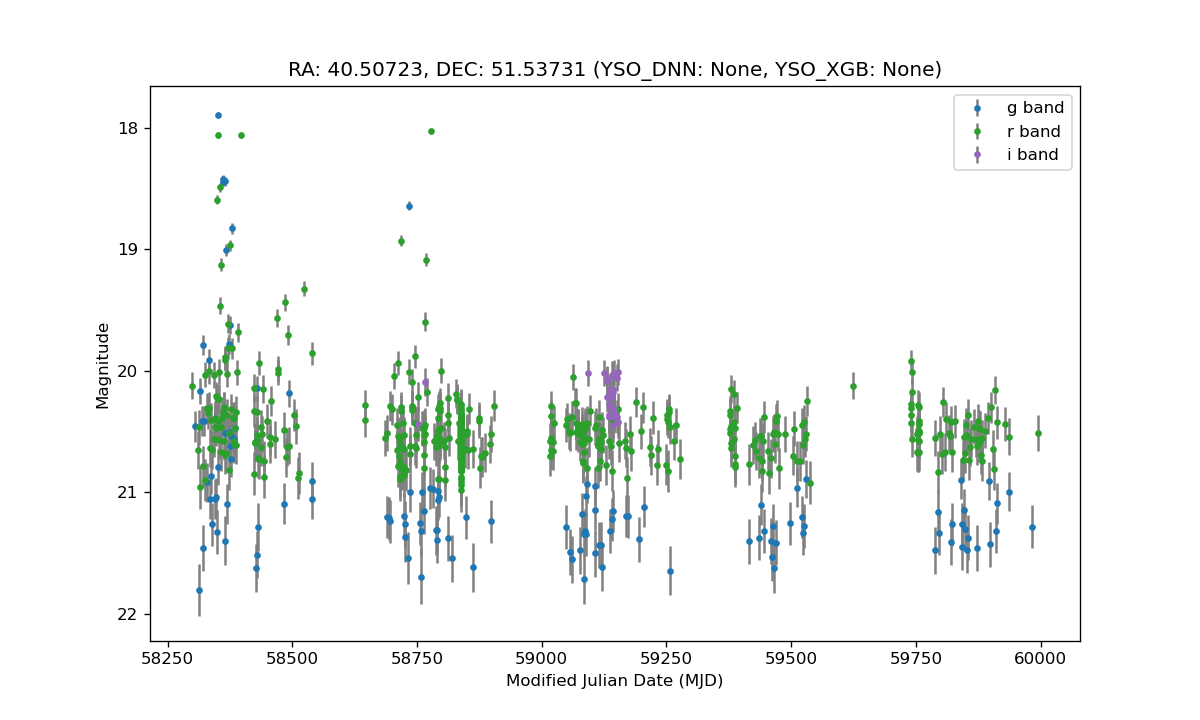 RA: 40.50723, DEC: 51.53731 (YSO_DNN: None, YSO_XGB: None)
g band
r band
i band
18
19
20
21
22
Magnitude
58250 58500 58750 59000 59250 59500 59750 60000
Modified Julian Date (MJD)